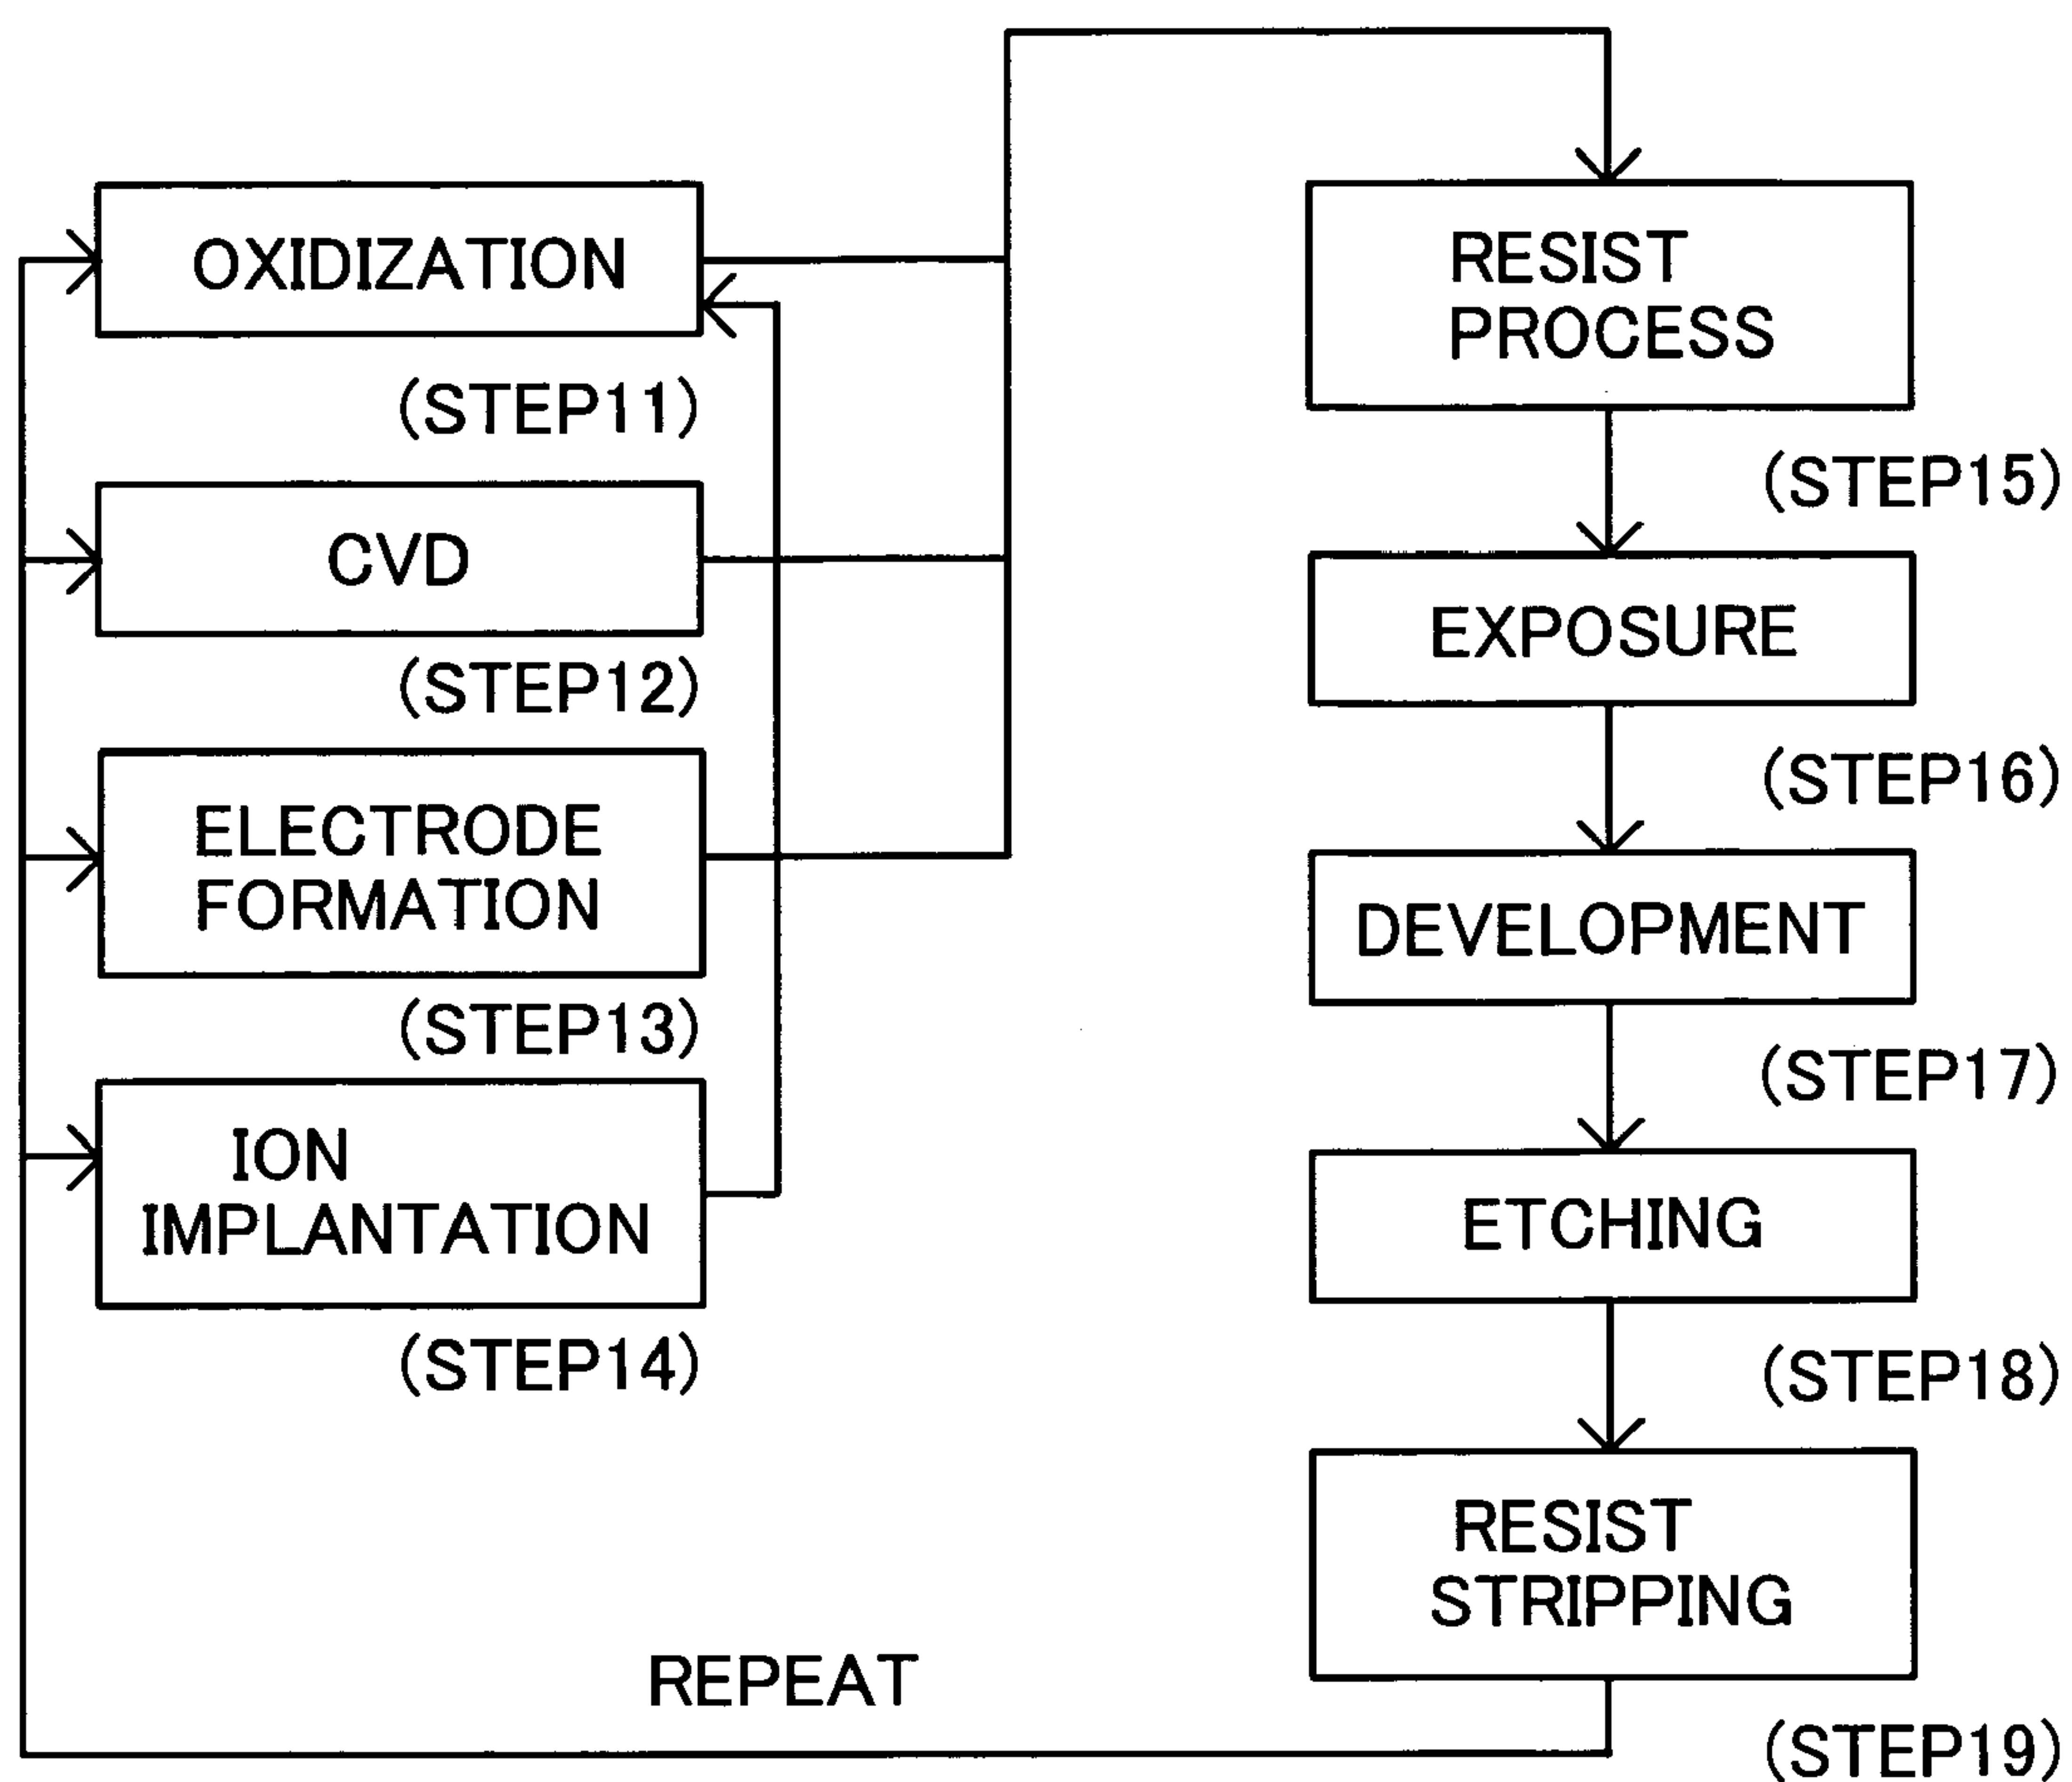 OXIDIZATION
(STEP11)
CVD
(STEP12)
ELECTRODE
FORMATION
(STEP13)
ION
IMPLANTATION
(STEP14)
RESIST
PROCESS
(STEP15)
EXPOSURE
(STEP16)
DEVELOPMENT
(STEP17)
ETCHING
(STEP18)
RESIST
STRIPPING
(STEP19)
REPEAT